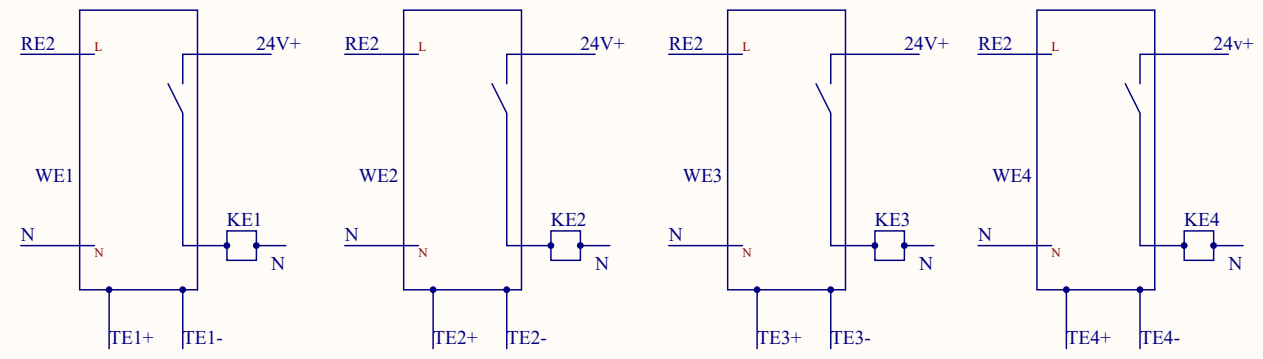 RE2 L 24V+ RE2 L 24V+ RE2 L 24V+ RE2 L 24v+
WE1 WE2 WE3 WE4
N KE1 N KE2 N KE3 N KE4
N N N N N N N N
TE1+ TE1- TE2+ TE2- TE3+ TE3- TE4+ TE4-